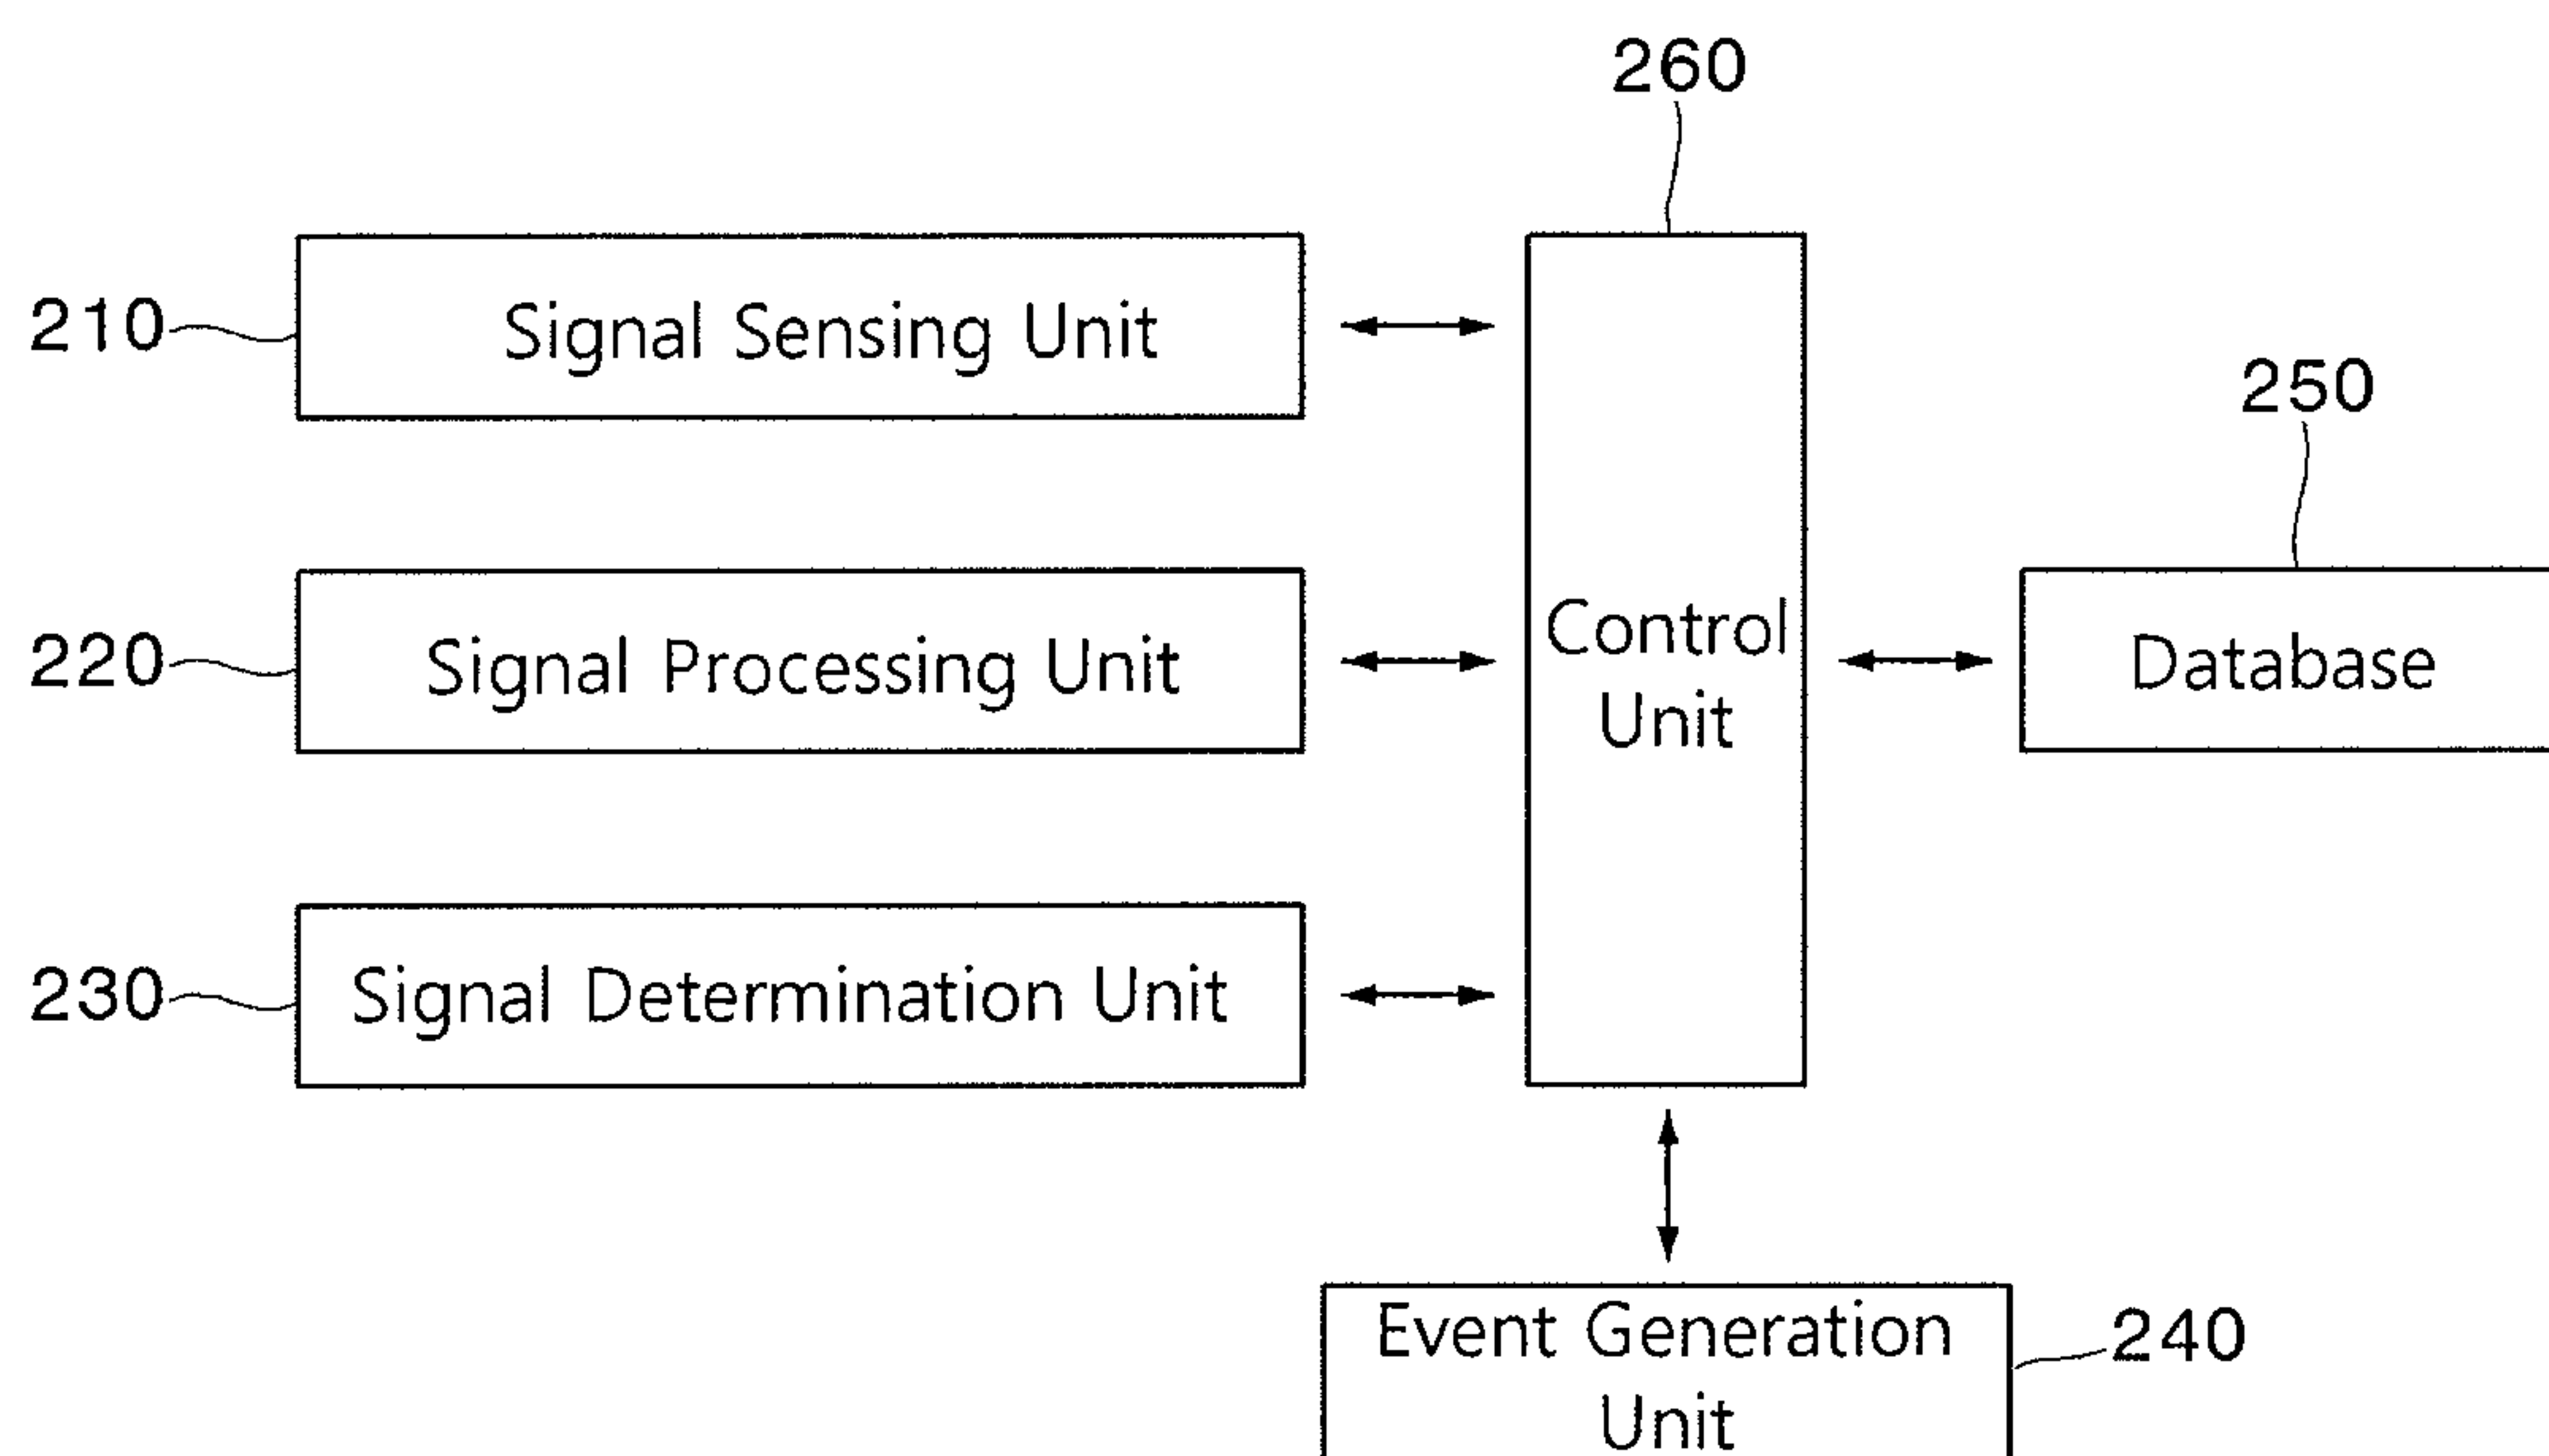 260
210
Signal Sensing Unit
250
220
Signal Processing Unit
Control
Unit
Database
230
Signal Determination Unit
Event Generation
Unit
240